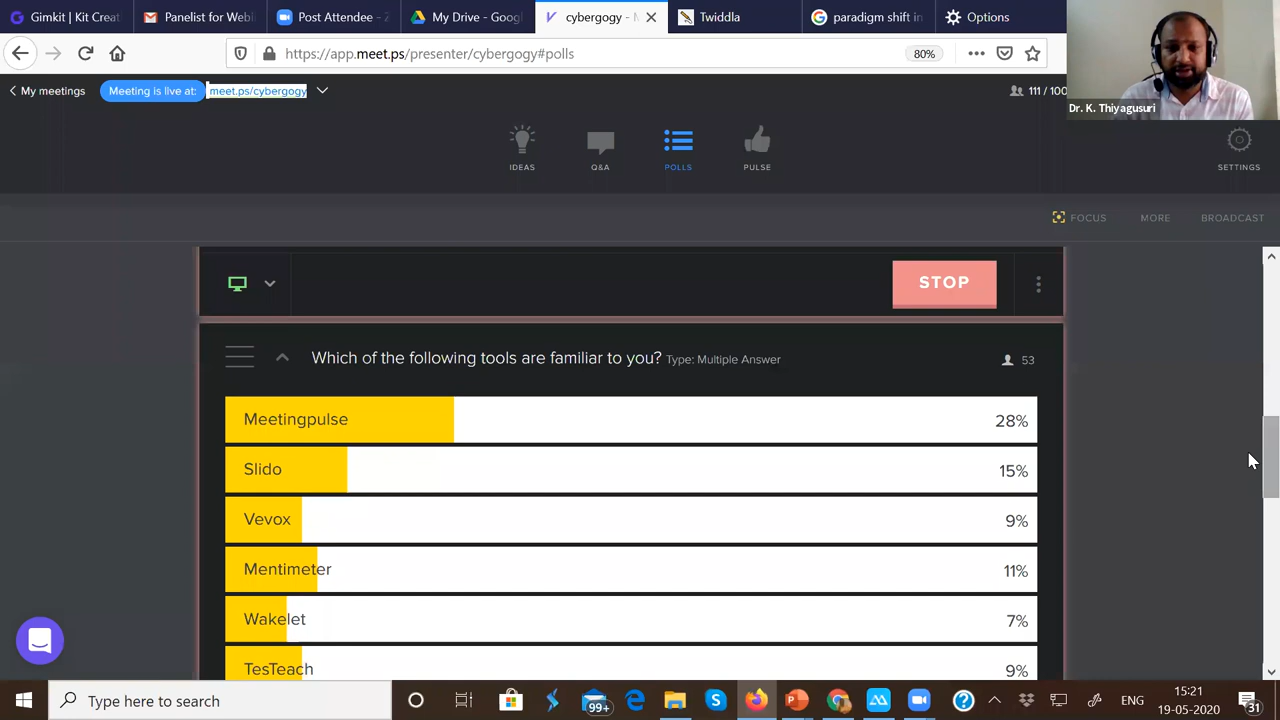 Gimkit | Kit Creat
Panelist for Webi
Post Attendee - Z
My Drive - Googl
cybergogy - M
Twiddla
paradigm shift in
Options
https://app.meet.ps/presenter/cybergogy#polls
80%
My meetings
Meeting is live at:
meet.ps/cybergogy
111 / 100
Dr. K. Thiyagusuri
IDEAS
Q&A
POLLS
PULSE
SETTINGS
FOCUS
MORE
BROADCAST
STOP
Which of the following tools are familiar to you? Type: Multiple Answer
53
Meetingpulse 28%
Slido 15%
Vevox 9%
Mentimeter 11%
Wakelet 7%
TesTeach 9%
Type here to search
99+
ENG
15:21
19-05-2020
31